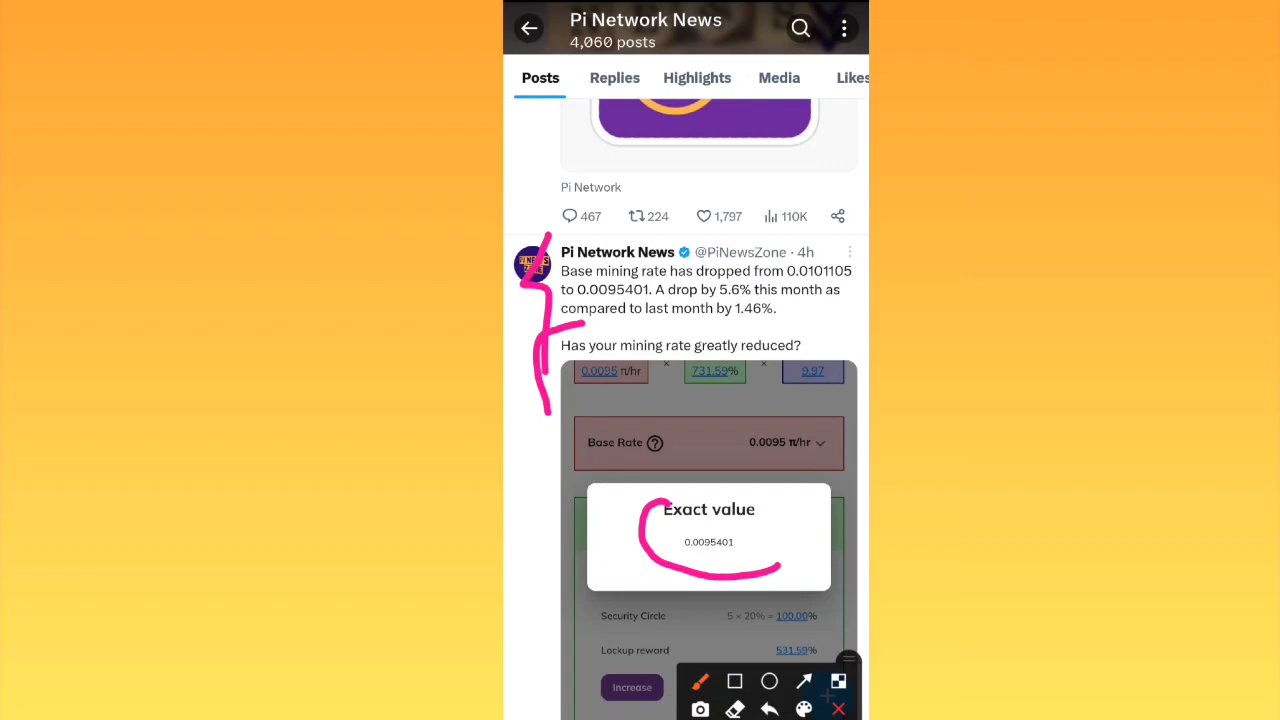 Pi Network News
4,060 posts
Posts Replies Highlights Media Likes
Pi Network
467 224 1,797 110K
Pi Network News @PiNewsZone · 4h
Base mining rate has dropped from 0.0101105
to 0.0095401. A drop by 5.6% this month as
compared to last month by 1.46%.
Has your mining rate greatly reduced?
0.0095 π/hr × 731.59% × 9.97
Base Rate ? 0.0095 π/hr
Exact value
0.0095401
Security Circle 5 × 20% = 100.00%
Lockup reward 531.59%
Increase